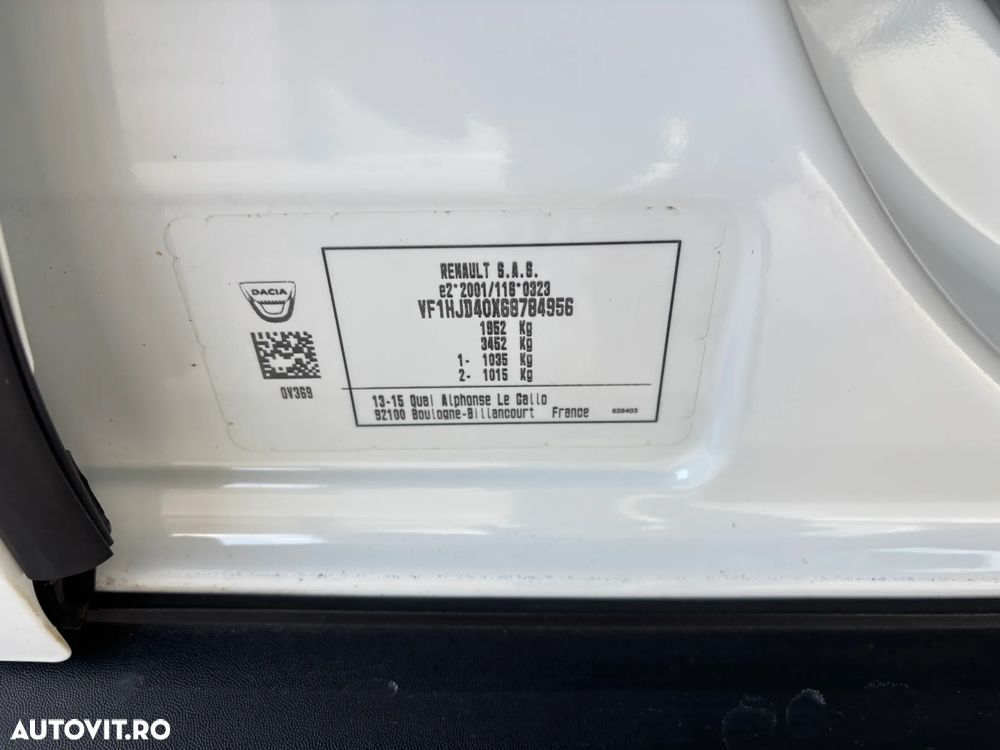 DACIA
OV369
RENAULT S.A.S.
e2*2001/116*0323
VF1HJD40X68784956
1952 Kg
3452 Kg
1- 1035 Kg
2- 1015 Kg
13-15 Quai Alphonse Le Gallo
92100 Boulogne-Billancourt France 628403
AUTOVIT.RO